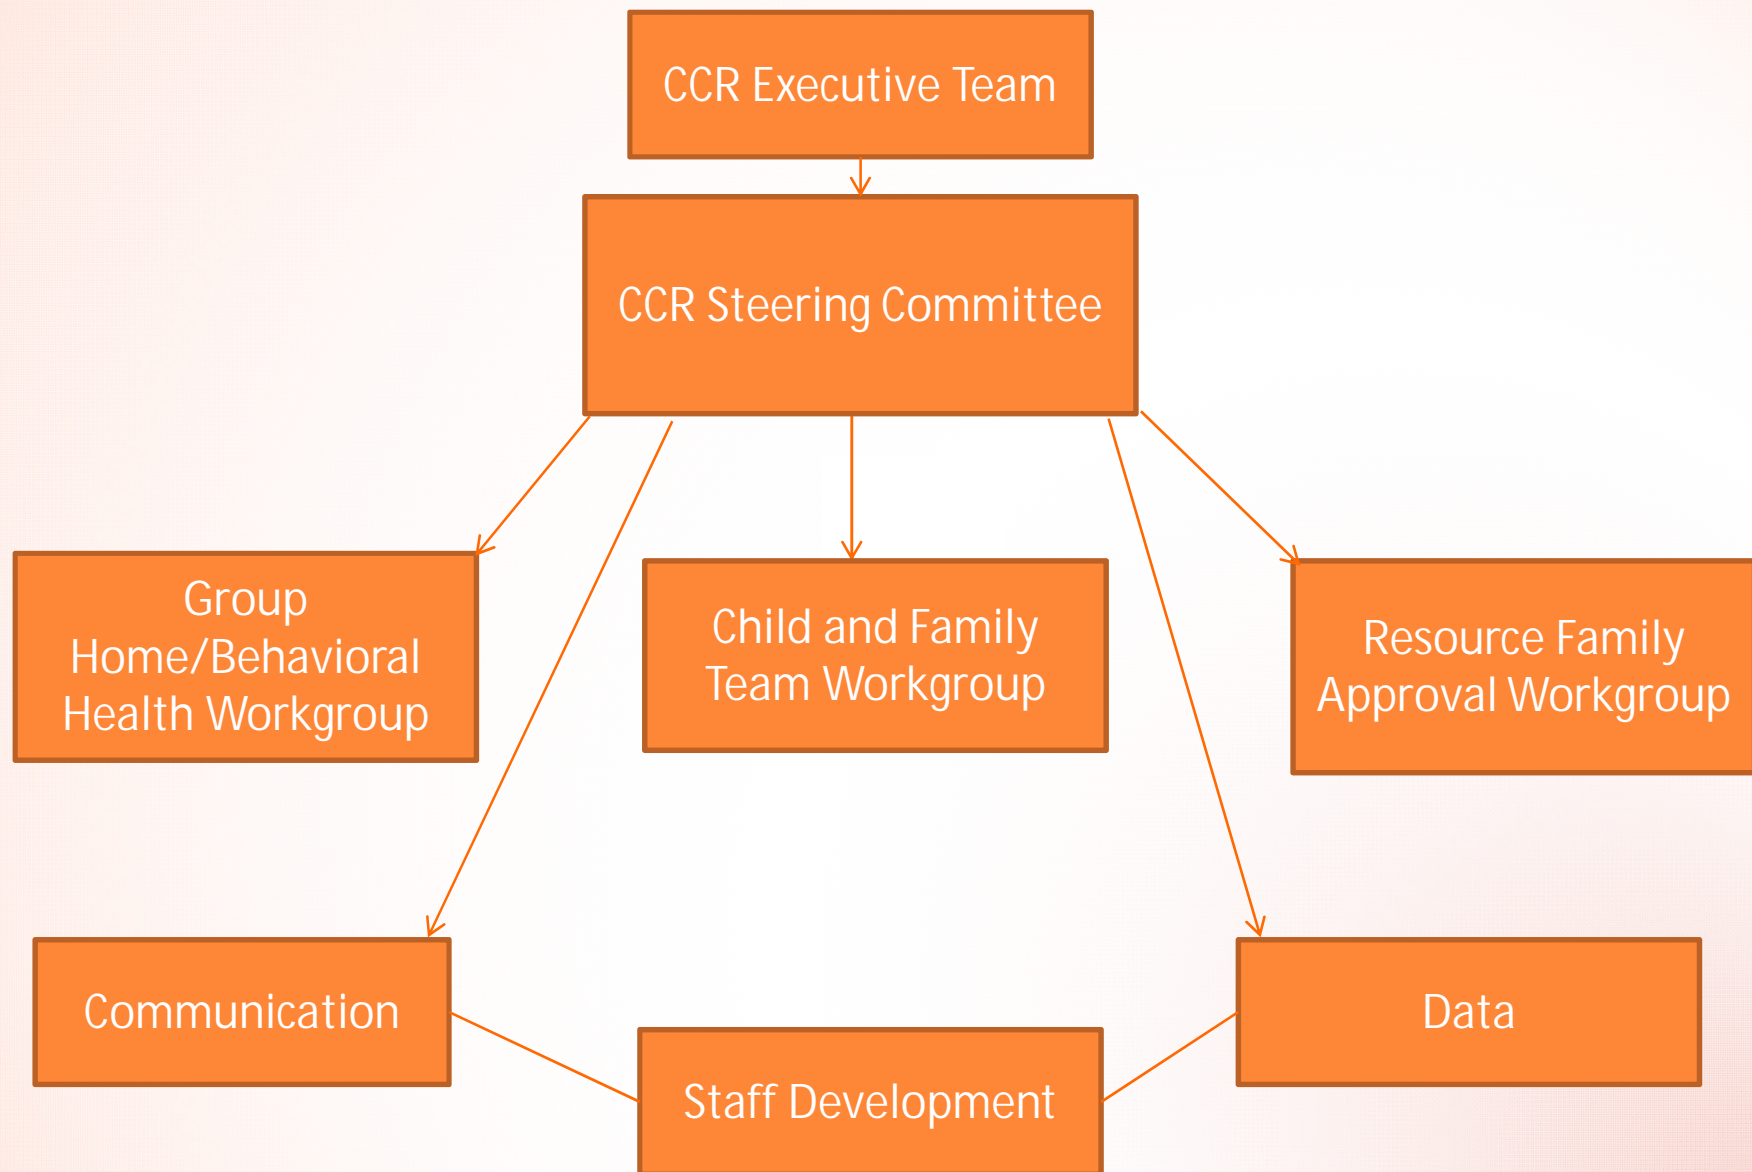 CCR Executive Team
CCR Steering Committee
Group
Home/Behavioral
Health Workgroup
Child and Family
Team Workgroup
Resource Family
Approval Workgroup
Communication
Data
Staff Development